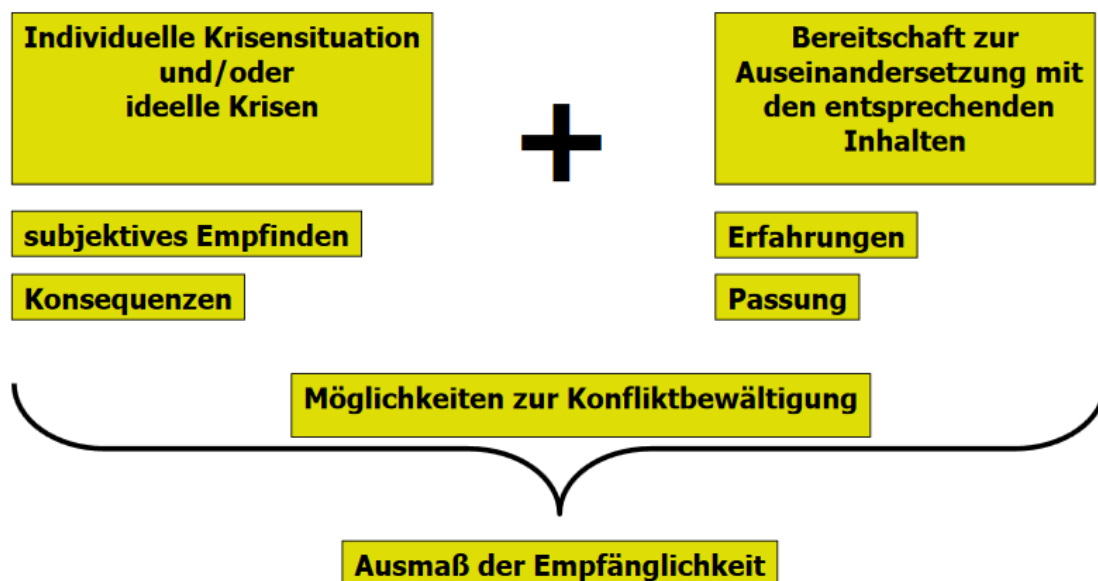 Individuelle Krisensituation
und/oder
ideelle Krisen
+
Bereitschaft zur
Auseinandersetzung mit
den entsprechenden
Inhalten
subjektives Empfinden
Konsequenzen
Erfahrungen
Passung
Möglichkeiten zur Konfliktbewältigung
Ausmaß der Empfänglichkeit